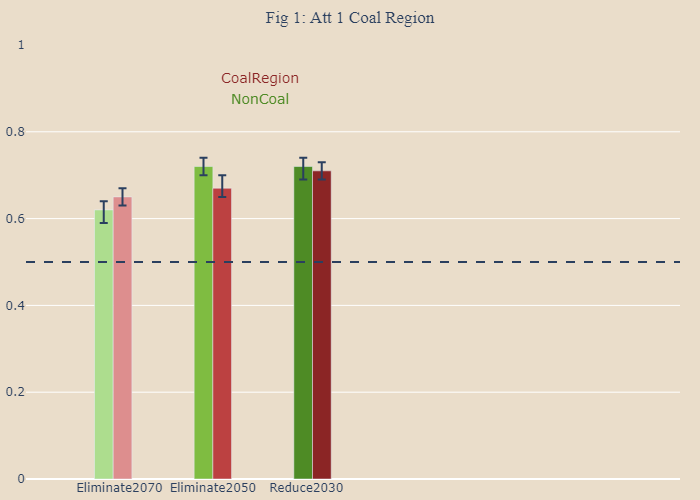 Fig 1: Att 1 Coal Region
1
CoalRegion
NonCoal
0.8
0.6
0.4
0.2
0
Eliminate2070 Eliminate2050 Reduce2030